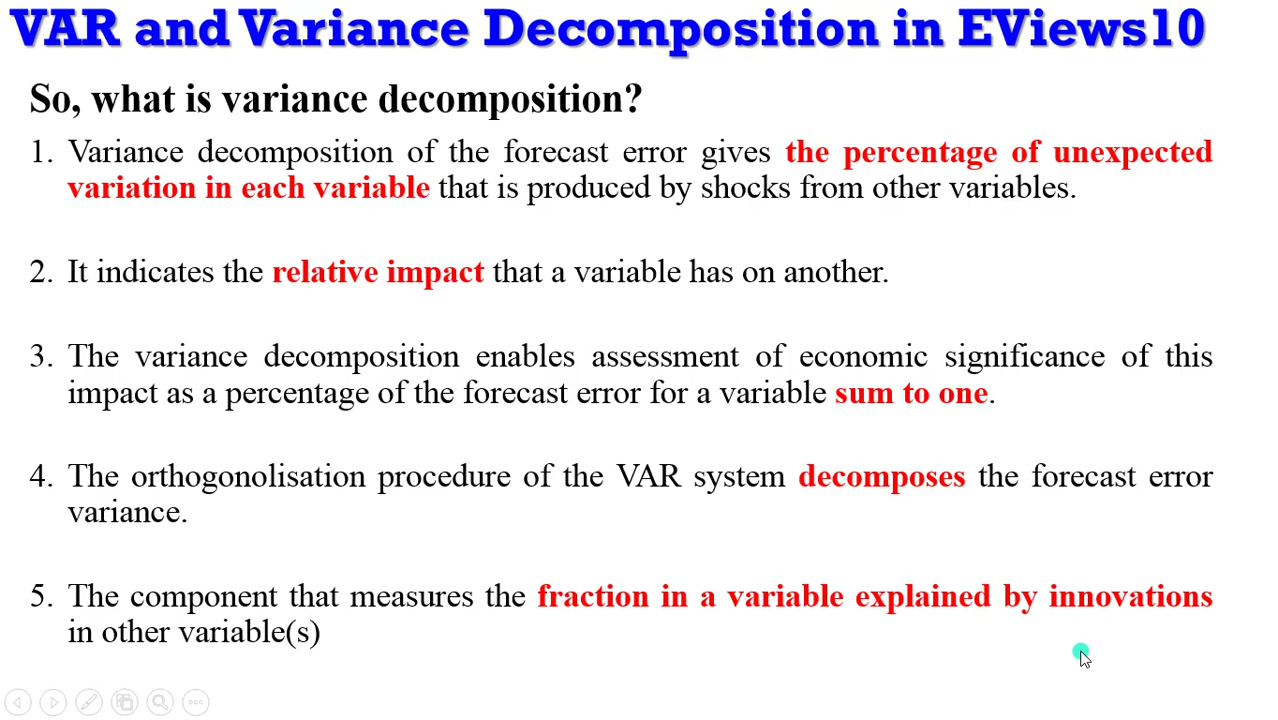 VAR and Variance Decomposition in EViews10
So, what is variance decomposition?
1. Variance decomposition of the forecast error gives the percentage of unexpected
variation in each variable that is produced by shocks from other variables.
2. It indicates the relative impact that a variable has on another.
3. The variance decomposition enables assessment of economic significance of this
impact as a percentage of the forecast error for a variable sum to one.
4. The orthogonolisation procedure of the VAR system decomposes the forecast error
variance.
5. The component that measures the fraction in a variable explained by innovations
in other variable(s)